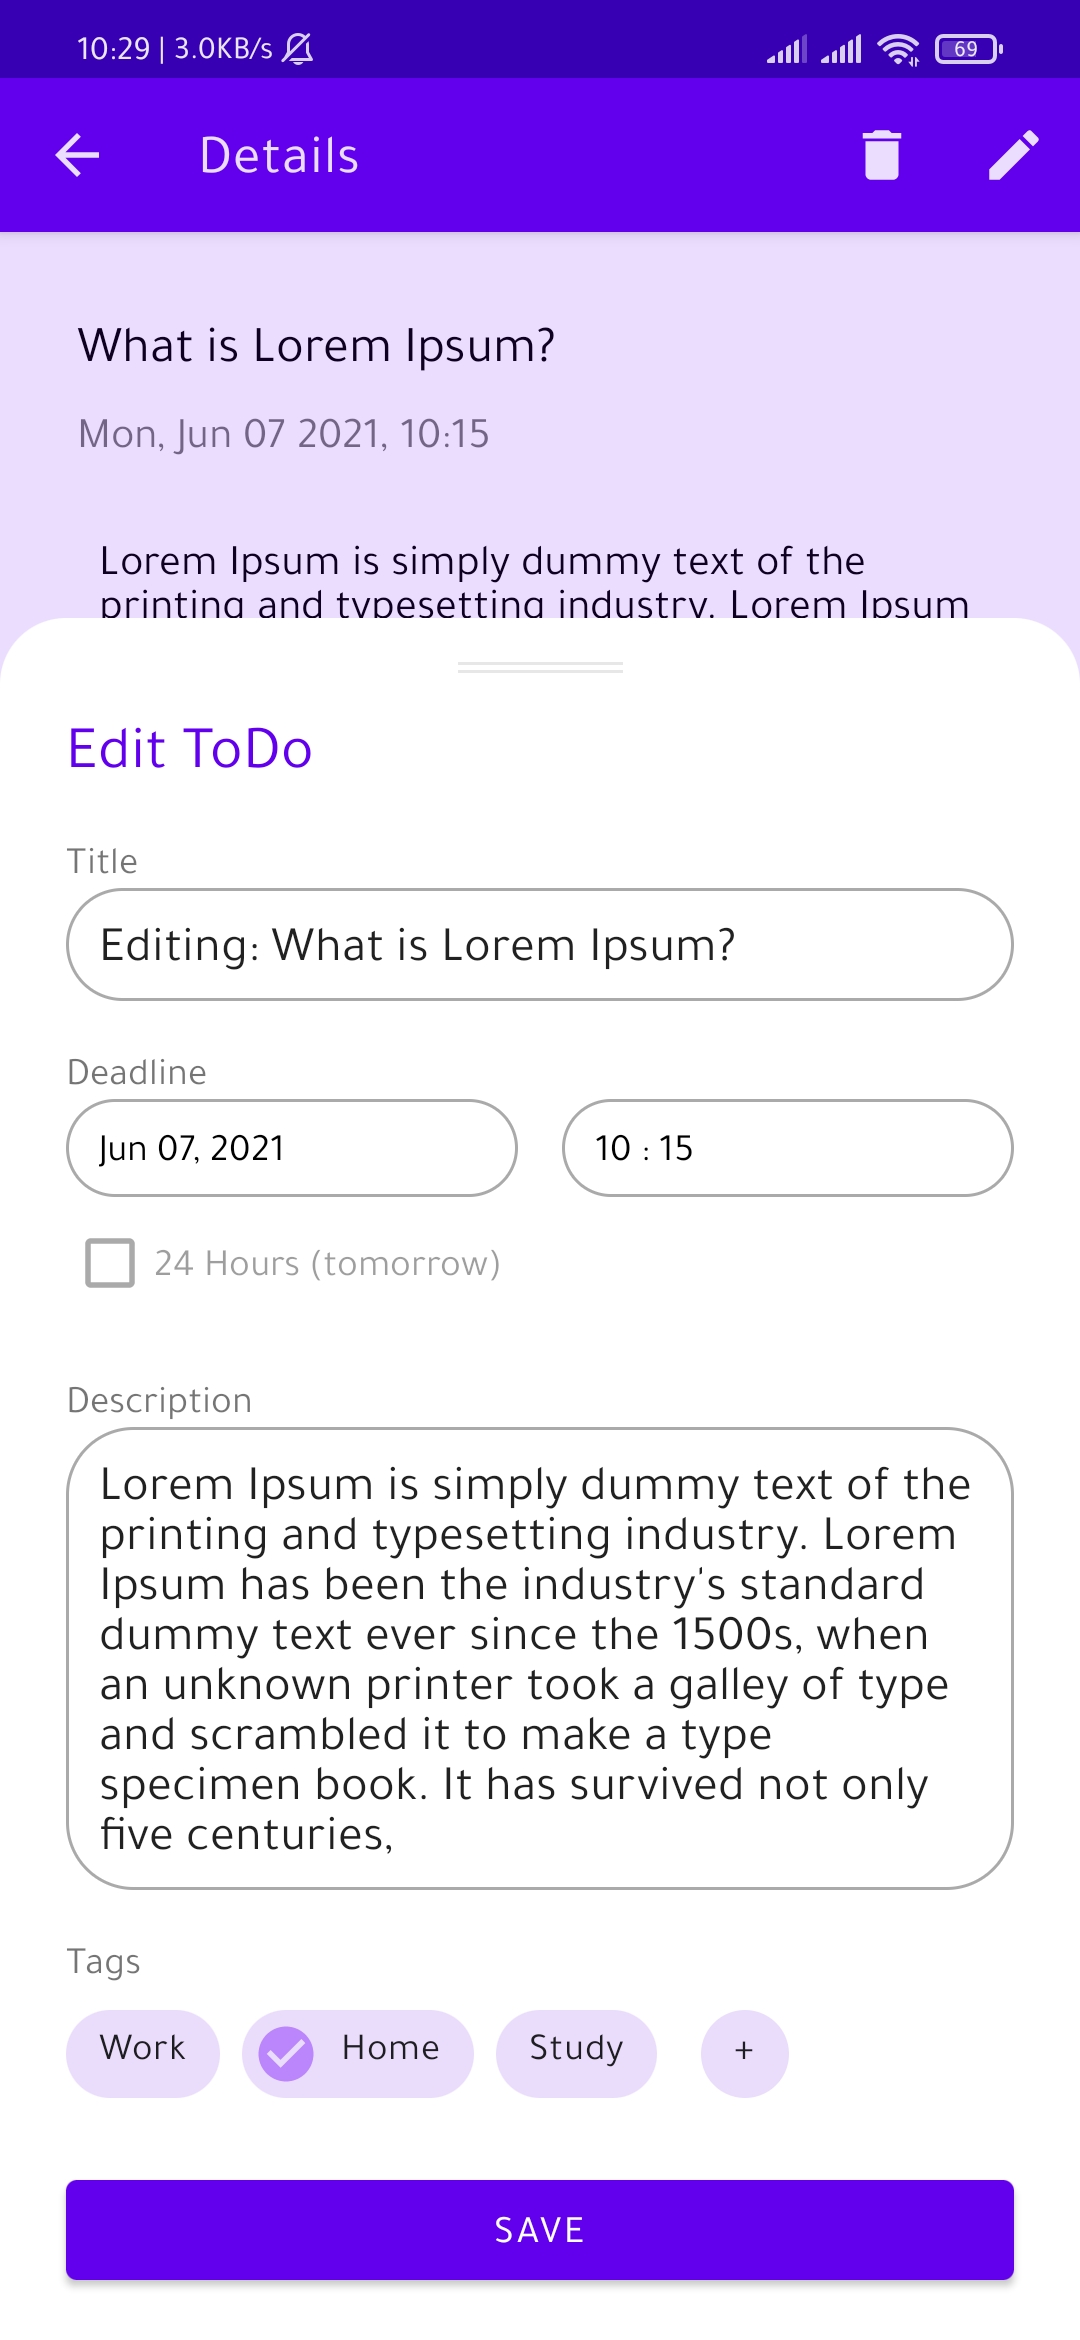 10:29 | 3.0KB/s 69
Details
What is Lorem Ipsum?
Mon, Jun 07 2021, 10:15
Lorem Ipsum is simply dummy text of the
printing and typesetting industry. Lorem Ipsum
Edit ToDo
Title
Editing: What is Lorem Ipsum?
Deadline
Jun 07, 2021 10 : 15
24 Hours (tomorrow)
Description
Lorem Ipsum is simply dummy text of the
printing and typesetting industry. Lorem
Ipsum has been the industry's standard
dummy text ever since the 1500s, when
an unknown printer took a galley of type
and scrambled it to make a type
specimen book. It has survived not only
five centuries,
Tags
Work Home Study +
SAVE